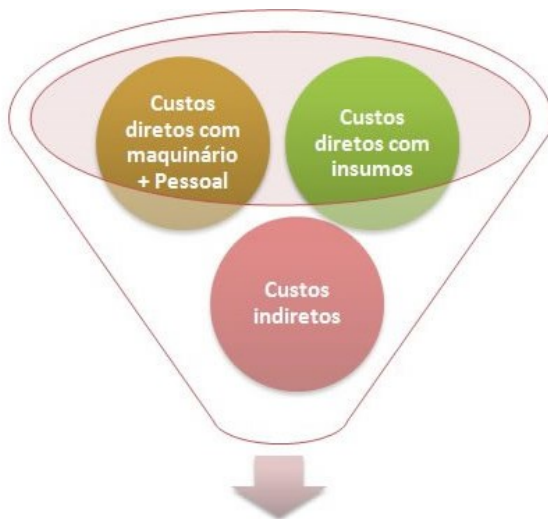 Custos
diretos com
maquinário
+ Pessoal
Custos
diretos com
insumos
Custos
indiretos